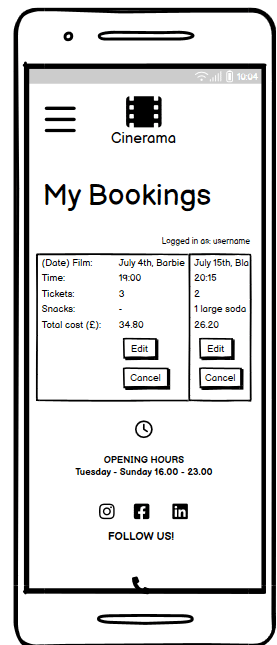 10:04
Cinerama
My Bookings
Logged in as: username
(Date) Film: July 4th, Barbie July 15th, Bla
Time: 19:00 20:15
Tickets: 3 2
Snacks: - 1 large soda
Total cost (£): 34.80 26.20
Edit Edit
Cancel Cancel
OPENING HOURS
Tuesday - Sunday 16.00 - 23.00
FOLLOW US!